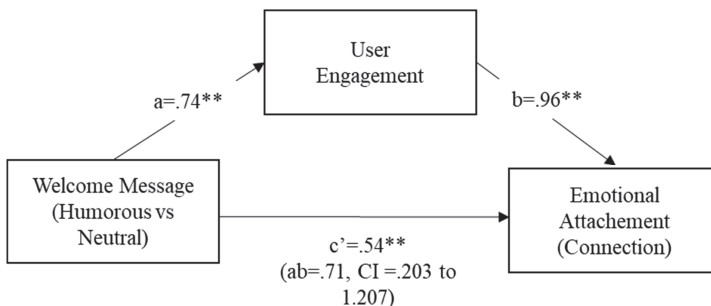 User
Engagement
a=.74**
b=.96**
Welcome Message
(Humorous vs
Neutral)
Emotional
Attachement
(Connection)
c’=.54**
(ab=.71, CI =.203 to
1.207)